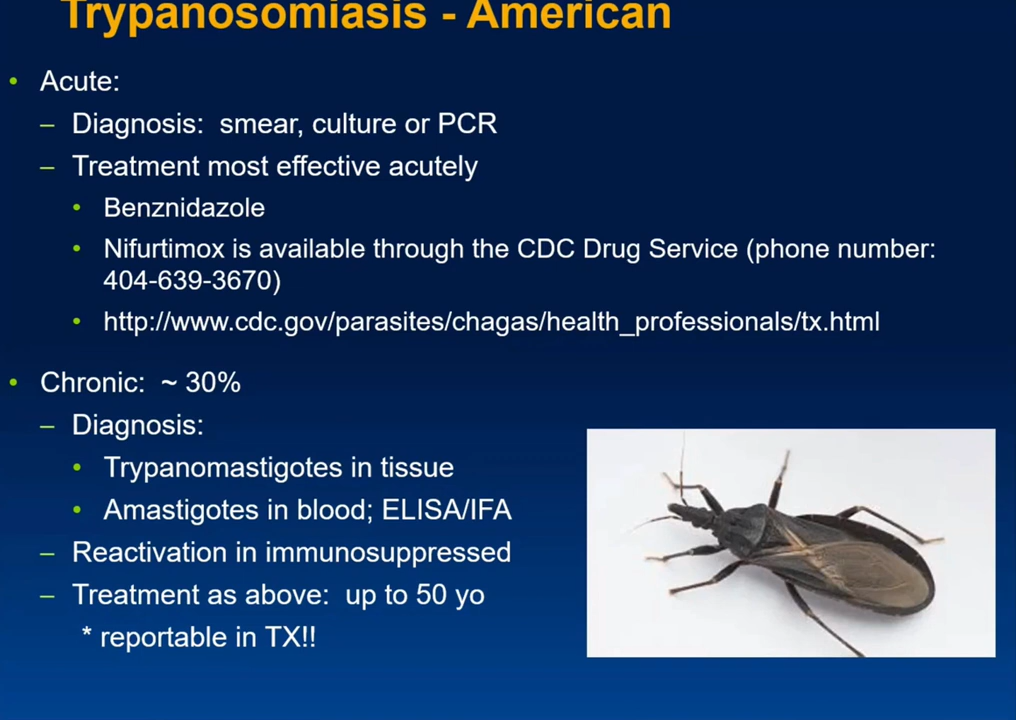 Trypanosomiasis - American
• Acute:
– Diagnosis: smear, culture or PCR
– Treatment most effective acutely
• Benznidazole
• Nifurtimox is available through the CDC Drug Service (phone number:
404-639-3670)
• http://www.cdc.gov/parasites/chagas/health_professionals/tx.html
• Chronic: ~ 30%
– Diagnosis:
• Trypanomastigotes in tissue
• Amastigotes in blood; ELISA/IFA
– Reactivation in immunosuppressed
– Treatment as above: up to 50 yo
* reportable in TX!!